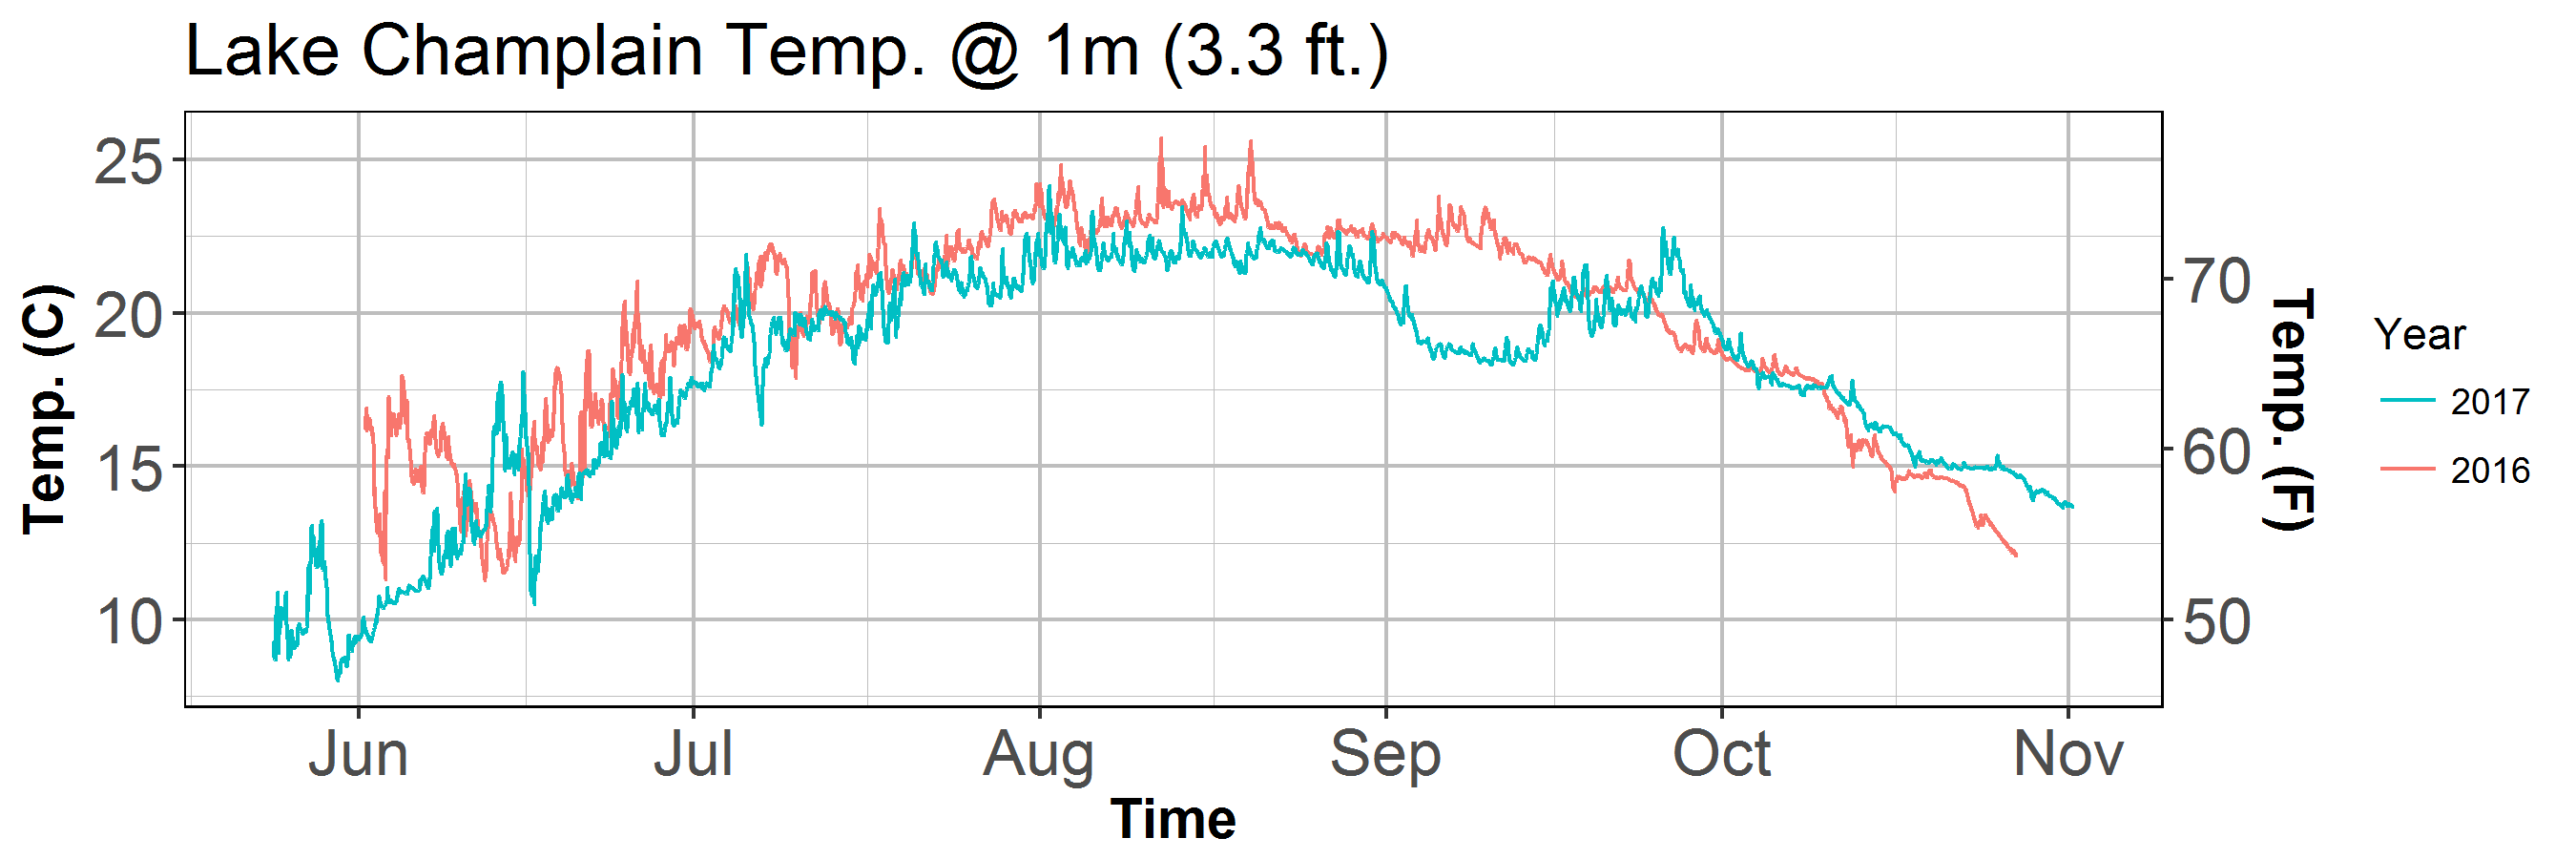 Lake Champlain Temp. @ 1m (3.3 ft.)
Temp. (C)
25
20
15
10
70
60
50
Temp. (F)
Jun Jul Aug Sep Oct Nov
Time
Year
2017
2016